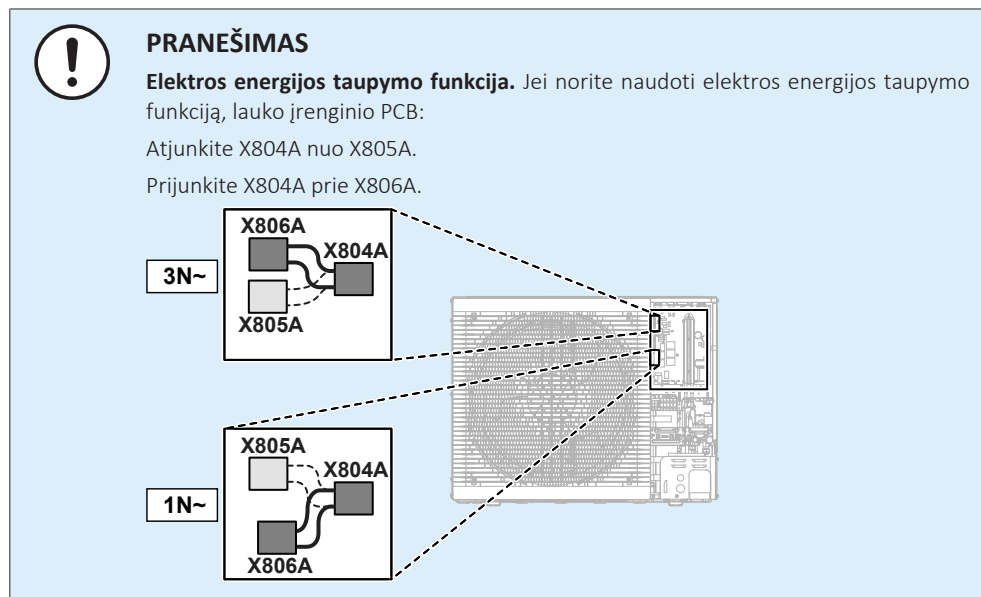 PRANEŠIMAS
Elektros energijos taupymo funkcija. Jei norite naudoti elektros energijos taupymo
funkciją, lauko įrenginio PCB:
Atjunkite X804A nuo X805A.
Prijunkite X804A prie X806A.
3N~
X806A
X804A
X805A
1N~
X805A
X804A
X806A